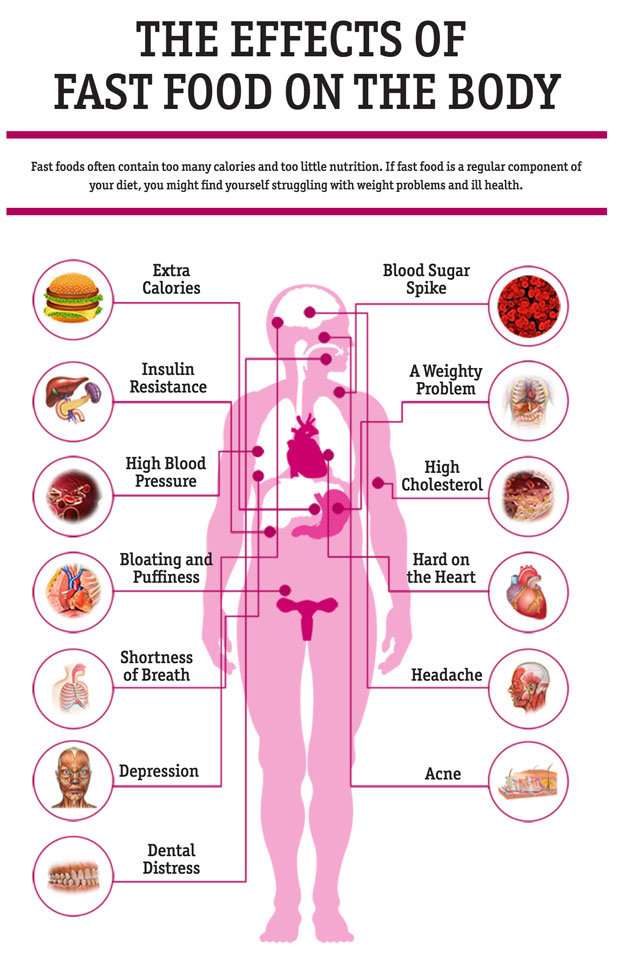 THE EFFECTS OF
FAST FOOD ON THE BODY
Fast foods often contain too many calories and too little nutrition. If fast food is a regular component of
your diet, you might find yourself struggling with weight problems and ill health.
Extra
Calories
Insulin
Resistance
High Blood
Pressure
Bloating and
Puffiness
Shortness
of Breath
Depression
Dental
Distress
Blood Sugar
Spike
A Weighty
Problem
High
Cholesterol
Hard on
the Heart
Headache
Acne